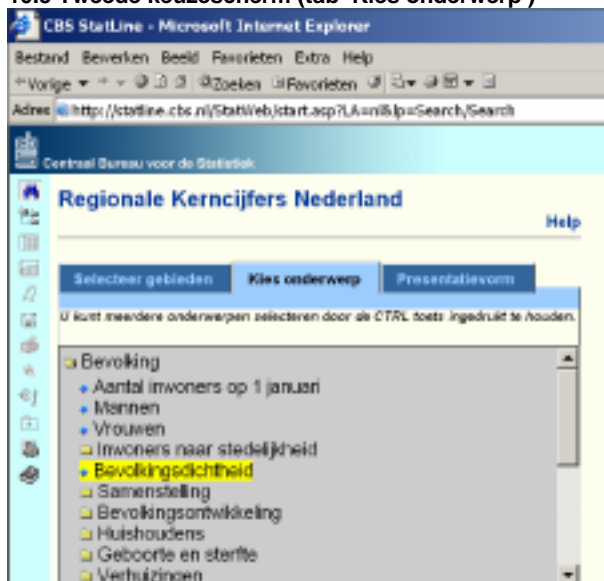 10.3 Tweede keuzescherm (tab 'Kies onderwerp')
CBS StatLine - Microsoft Internet Explorer
Bestand Bewerken Beeld Favorieten Extra Help
Vorige Zoeken Favorieten
Adres http://statline.cbs.nl/StatWeb/start.asp?LA=nl&lp=Search/Search
Centraal Bureau voor de Statistiek
Regionale Kerncijfers Nederland
Help
Selecteer gebieden Kies onderwerp Presentatievorm
U kunt meerdere onderwerpen selecteren door de CTRL toets ingedrukt te houden.
Bevolking
Aantal inwoners op 1 januari
Mannen
Vrouwen
Inwoners naar stedelijkheid
Bevolkingsdichtheid
Samenstelling
Bevolkingsontwikkeling
Huishoudens
Geboorte en sterfte
Verhuizingen